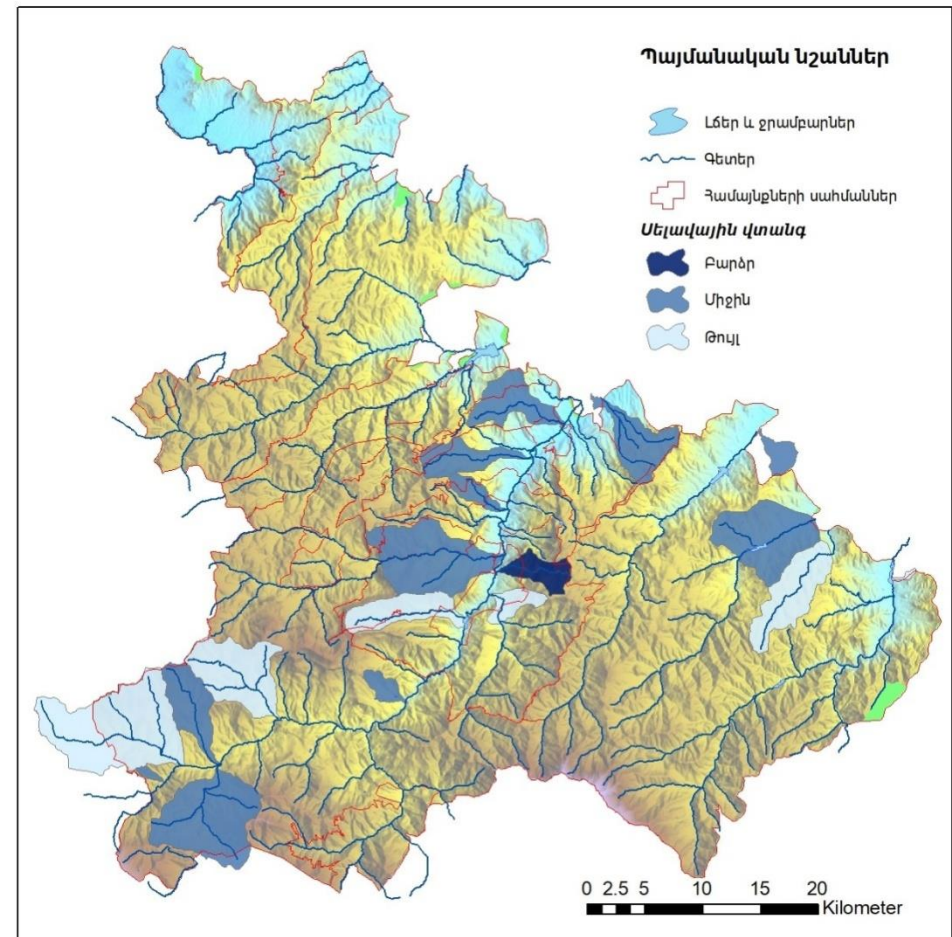 Պայմանական նշաններ
Լճեր և ջրամբարներ
Գետեր
Համայնքների սահմաններ
Սելավային վտանգ
Բարձր
Միջին
Թույլ
0 2.5 5 10 15 20
Kilometer